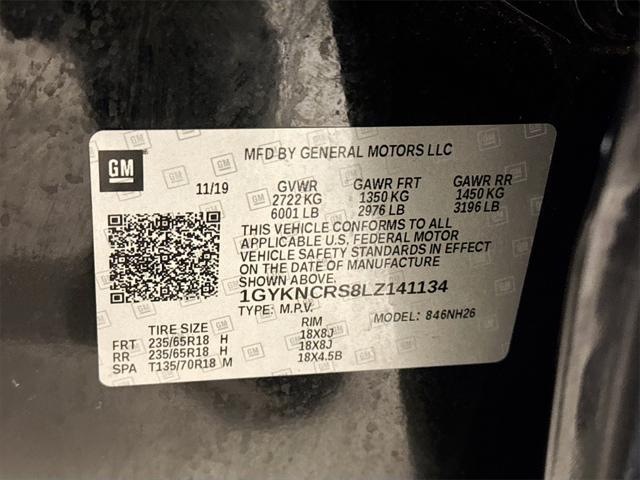 GM
MFD BY GENERAL MOTORS LLC
11/19 GVWR GAWR FRT GAWR RR
2722 KG 1350 KG 1450 KG
6001 LB 2976 LB 3196 LB
THIS VEHICLE CONFORMS TO ALL
APPLICABLE U.S. FEDERAL MOTOR
VEHICLE SAFETY STANDARDS IN EFFECT
ON THE DATE OF MANUFACTURE
SHOWN ABOVE.
1GYKNCRS8LZ141134
TYPE: M.P.V. MODEL: 846NH26
TIRE SIZE RIM
FRT 235/65R18 H 18X8J
RR 235/65R18 H 18X8J
SPA T135/70R18 M 18X4.5B